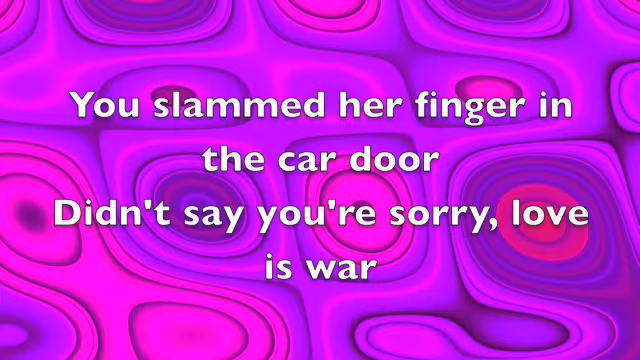 You slammed her finger in
the car door
Didn't say you're sorry, love
is war